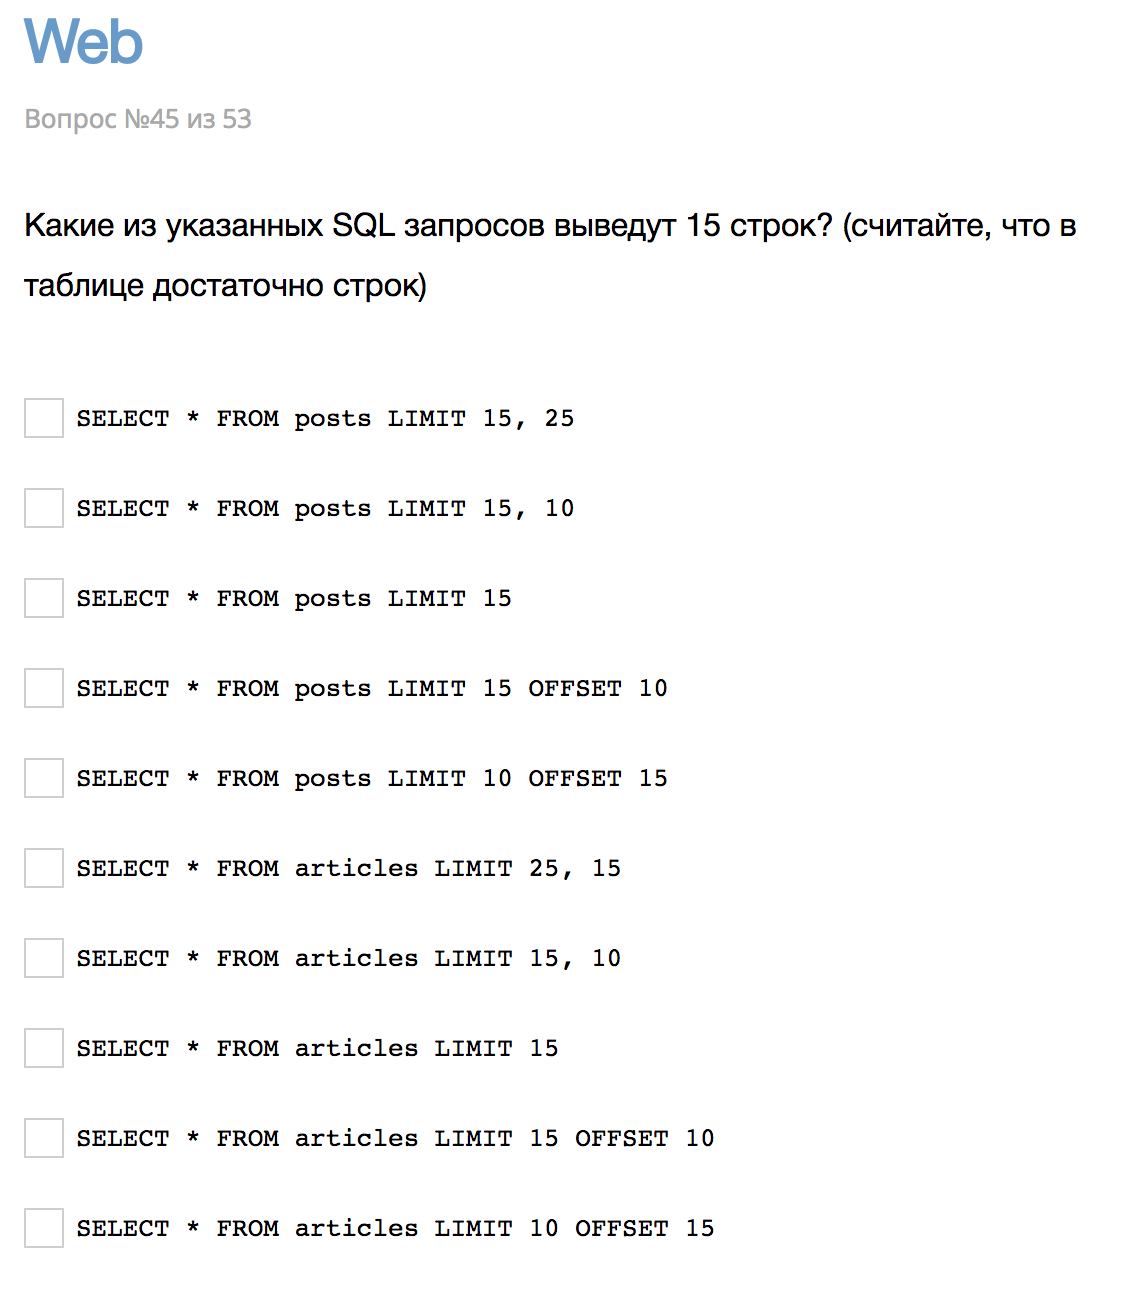 Web
Вопрос №45 из 53
Какие из указанных SQL запросов выведут 15 строк? (считайте, что в
таблице достаточно строк)
SELECT * FROM posts LIMIT 15, 25
SELECT * FROM posts LIMIT 15, 10
SELECT * FROM posts LIMIT 15
SELECT * FROM posts LIMIT 15 OFFSET 10
SELECT * FROM posts LIMIT 10 OFFSET 15
SELECT * FROM articles LIMIT 25, 15
SELECT * FROM articles LIMIT 15, 10
SELECT * FROM articles LIMIT 15
SELECT * FROM articles LIMIT 15 OFFSET 10
SELECT * FROM articles LIMIT 10 OFFSET 15